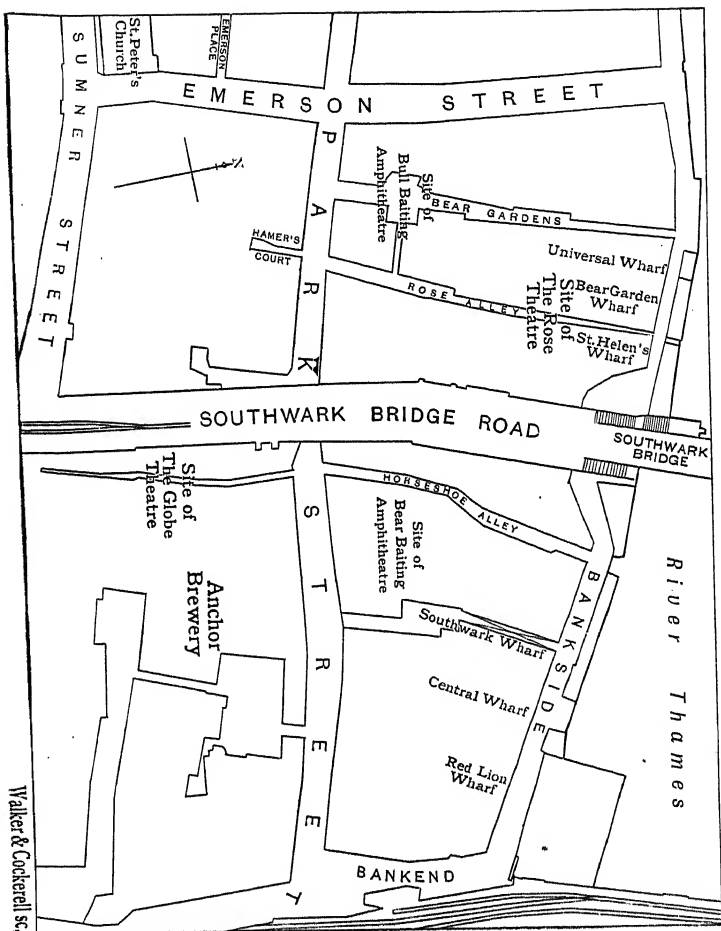 River Thames
SOUTHWARK
BRIDGE
SOUTHWARK BRIDGE ROAD
EMERSON STREET
EMERSON
PLACE
St. Peter's
Church
SUMNER STREET
PARK STREET
HAMER'S
COURT
Site of
Bull Baiting
Amphitheatre
BEAR GARDENS
ROSE ALLEY
Site of
The Rose
Theatre
Universal Wharf
Bear Garden
Wharf
St. Helen's
Wharf
HORSESHOE ALLEY
BANKSIDE
Site of
Bear Baiting
Amphitheatre
Southwark Wharf
Central Wharf
Red Lion
Wharf
BANKEND
Site of
The Globe
Theatre
Anchor
Brewery
N
Walker & Cockerell sc.